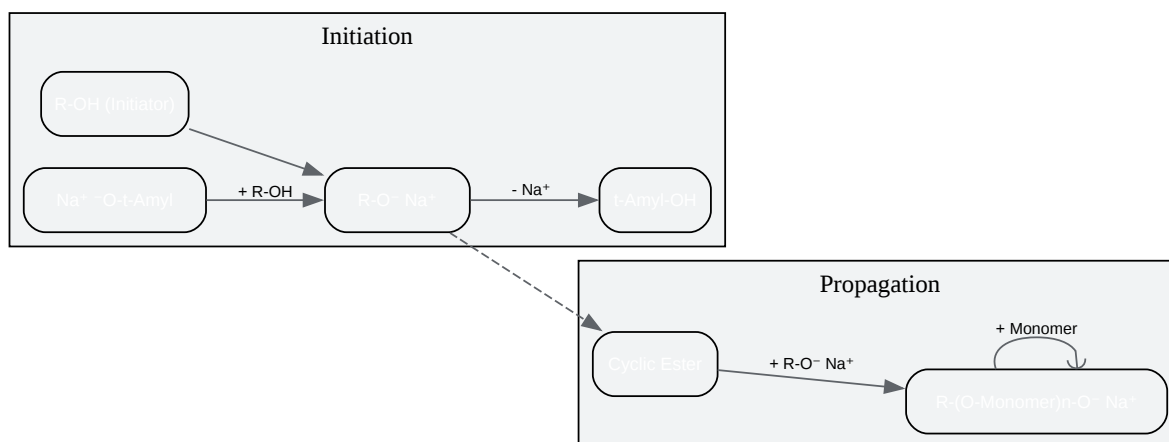 Initiation
R-OH (Initiator)
Na⁺ ⁻O-t-Amyl
+ R-OH
R-O⁻ Na⁺
- Na⁺
t-Amyl-OH
Propagation
Cyclic Ester
+ R-O⁻ Na⁺
+ Monomer
R-(O-Monomer)n-O⁻ Na⁺